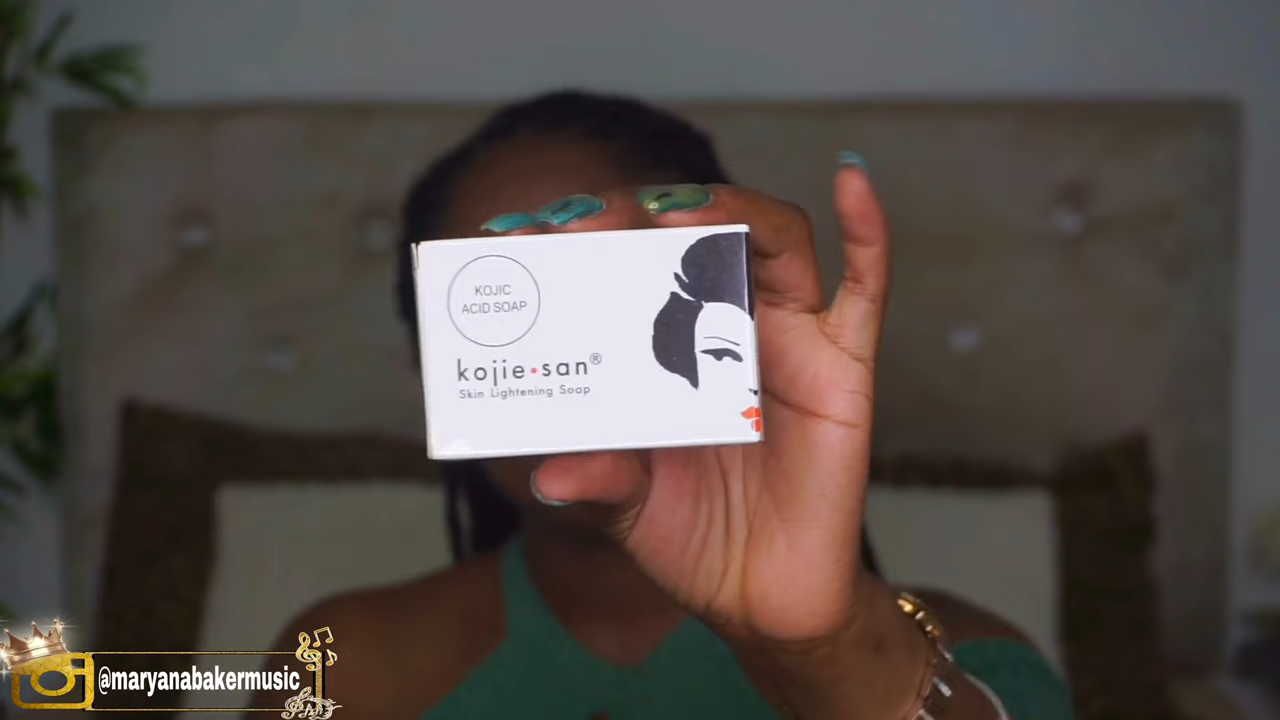 KOJIC
ACID SOAP
kojie•san®
Skin Lightening Soap
@maryanabakermusic